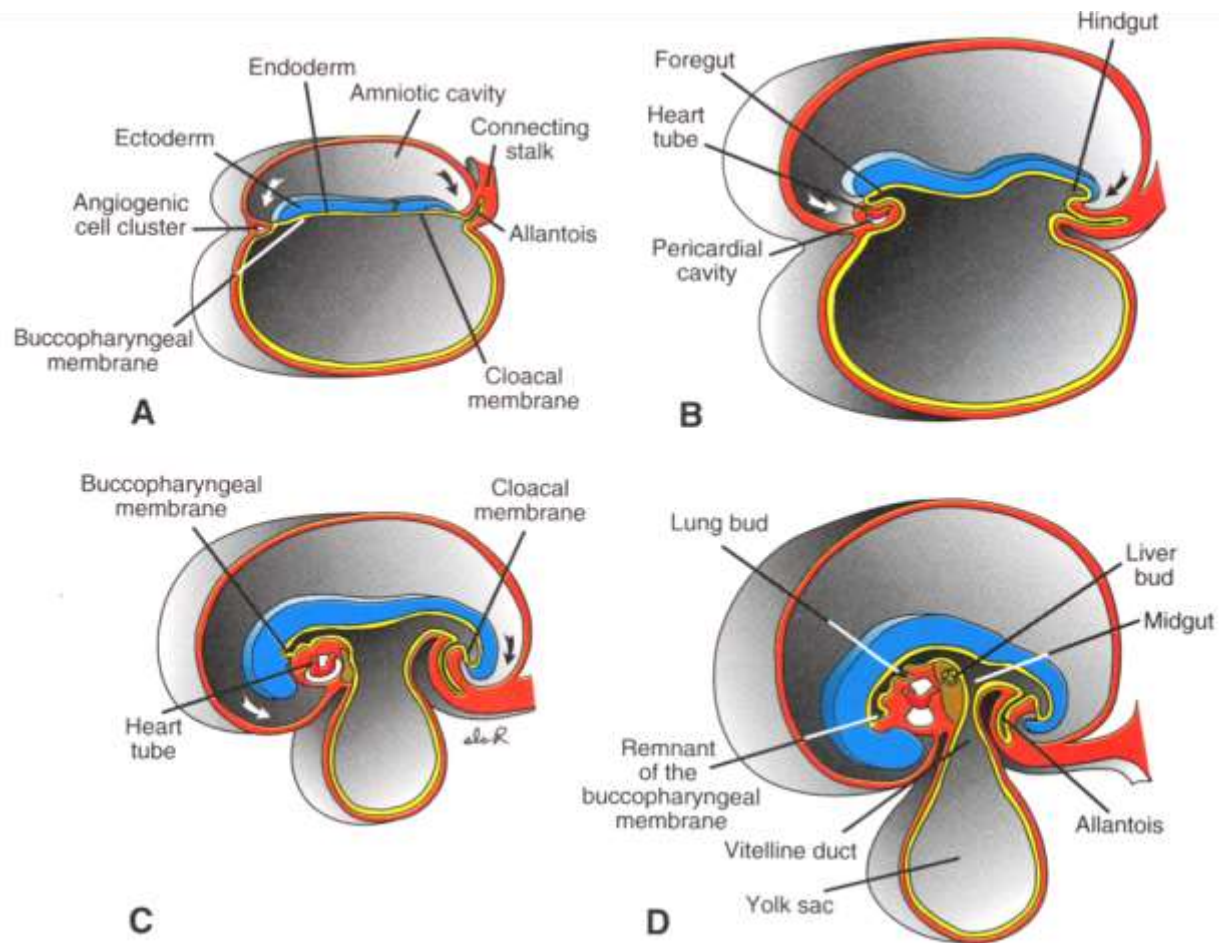 Endoderm
Amniotic cavity
Ectoderm
Connecting
stalk
Angiogenic
cell cluster
Allantois
Buccopharyngeal
membrane
Cloacal
membrane
A
Hindgut
Foregut
Heart
tube
Pericardial
cavity
B
Buccopharyngeal
membrane
Cloacal
membrane
Heart
tube
C
Lung bud
Liver
bud
Midgut
Remnant
of the
buccopharyngeal
membrane
Vitelline duct
Allantois
Yolk sac
D